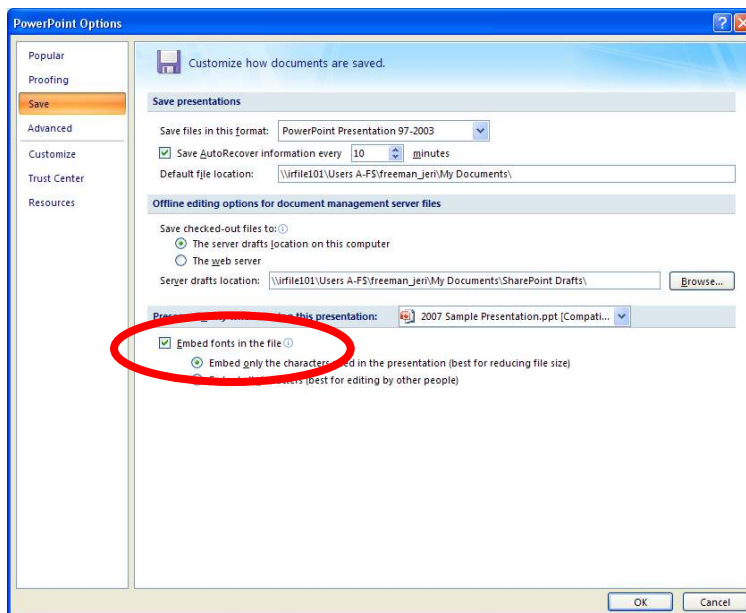 PowerPoint Options
Popular
Proofing
Save
Advanced
Customize
Trust Center
Resources
Customize how documents are saved.
Save presentations
Save files in this format: PowerPoint Presentation 97-2003
Save AutoRecover information every 10 minutes
Default file location: \\irfile101\Users A-F$\freeman_jeri\My Documents\
Offline editing options for document management server files
Save checked-out files to:
The server drafts location on this computer
The web server
Server drafts location: \\irfile101\Users A-F$\freeman_jeri\My Documents\SharePoint Drafts\ Browse...
this presentation: 2007 Sample Presentation.ppt [Compati...
Embed fonts in the file
Embed only the characters in the presentation (best for reducing file size)
(best for editing by other people)
OK Cancel